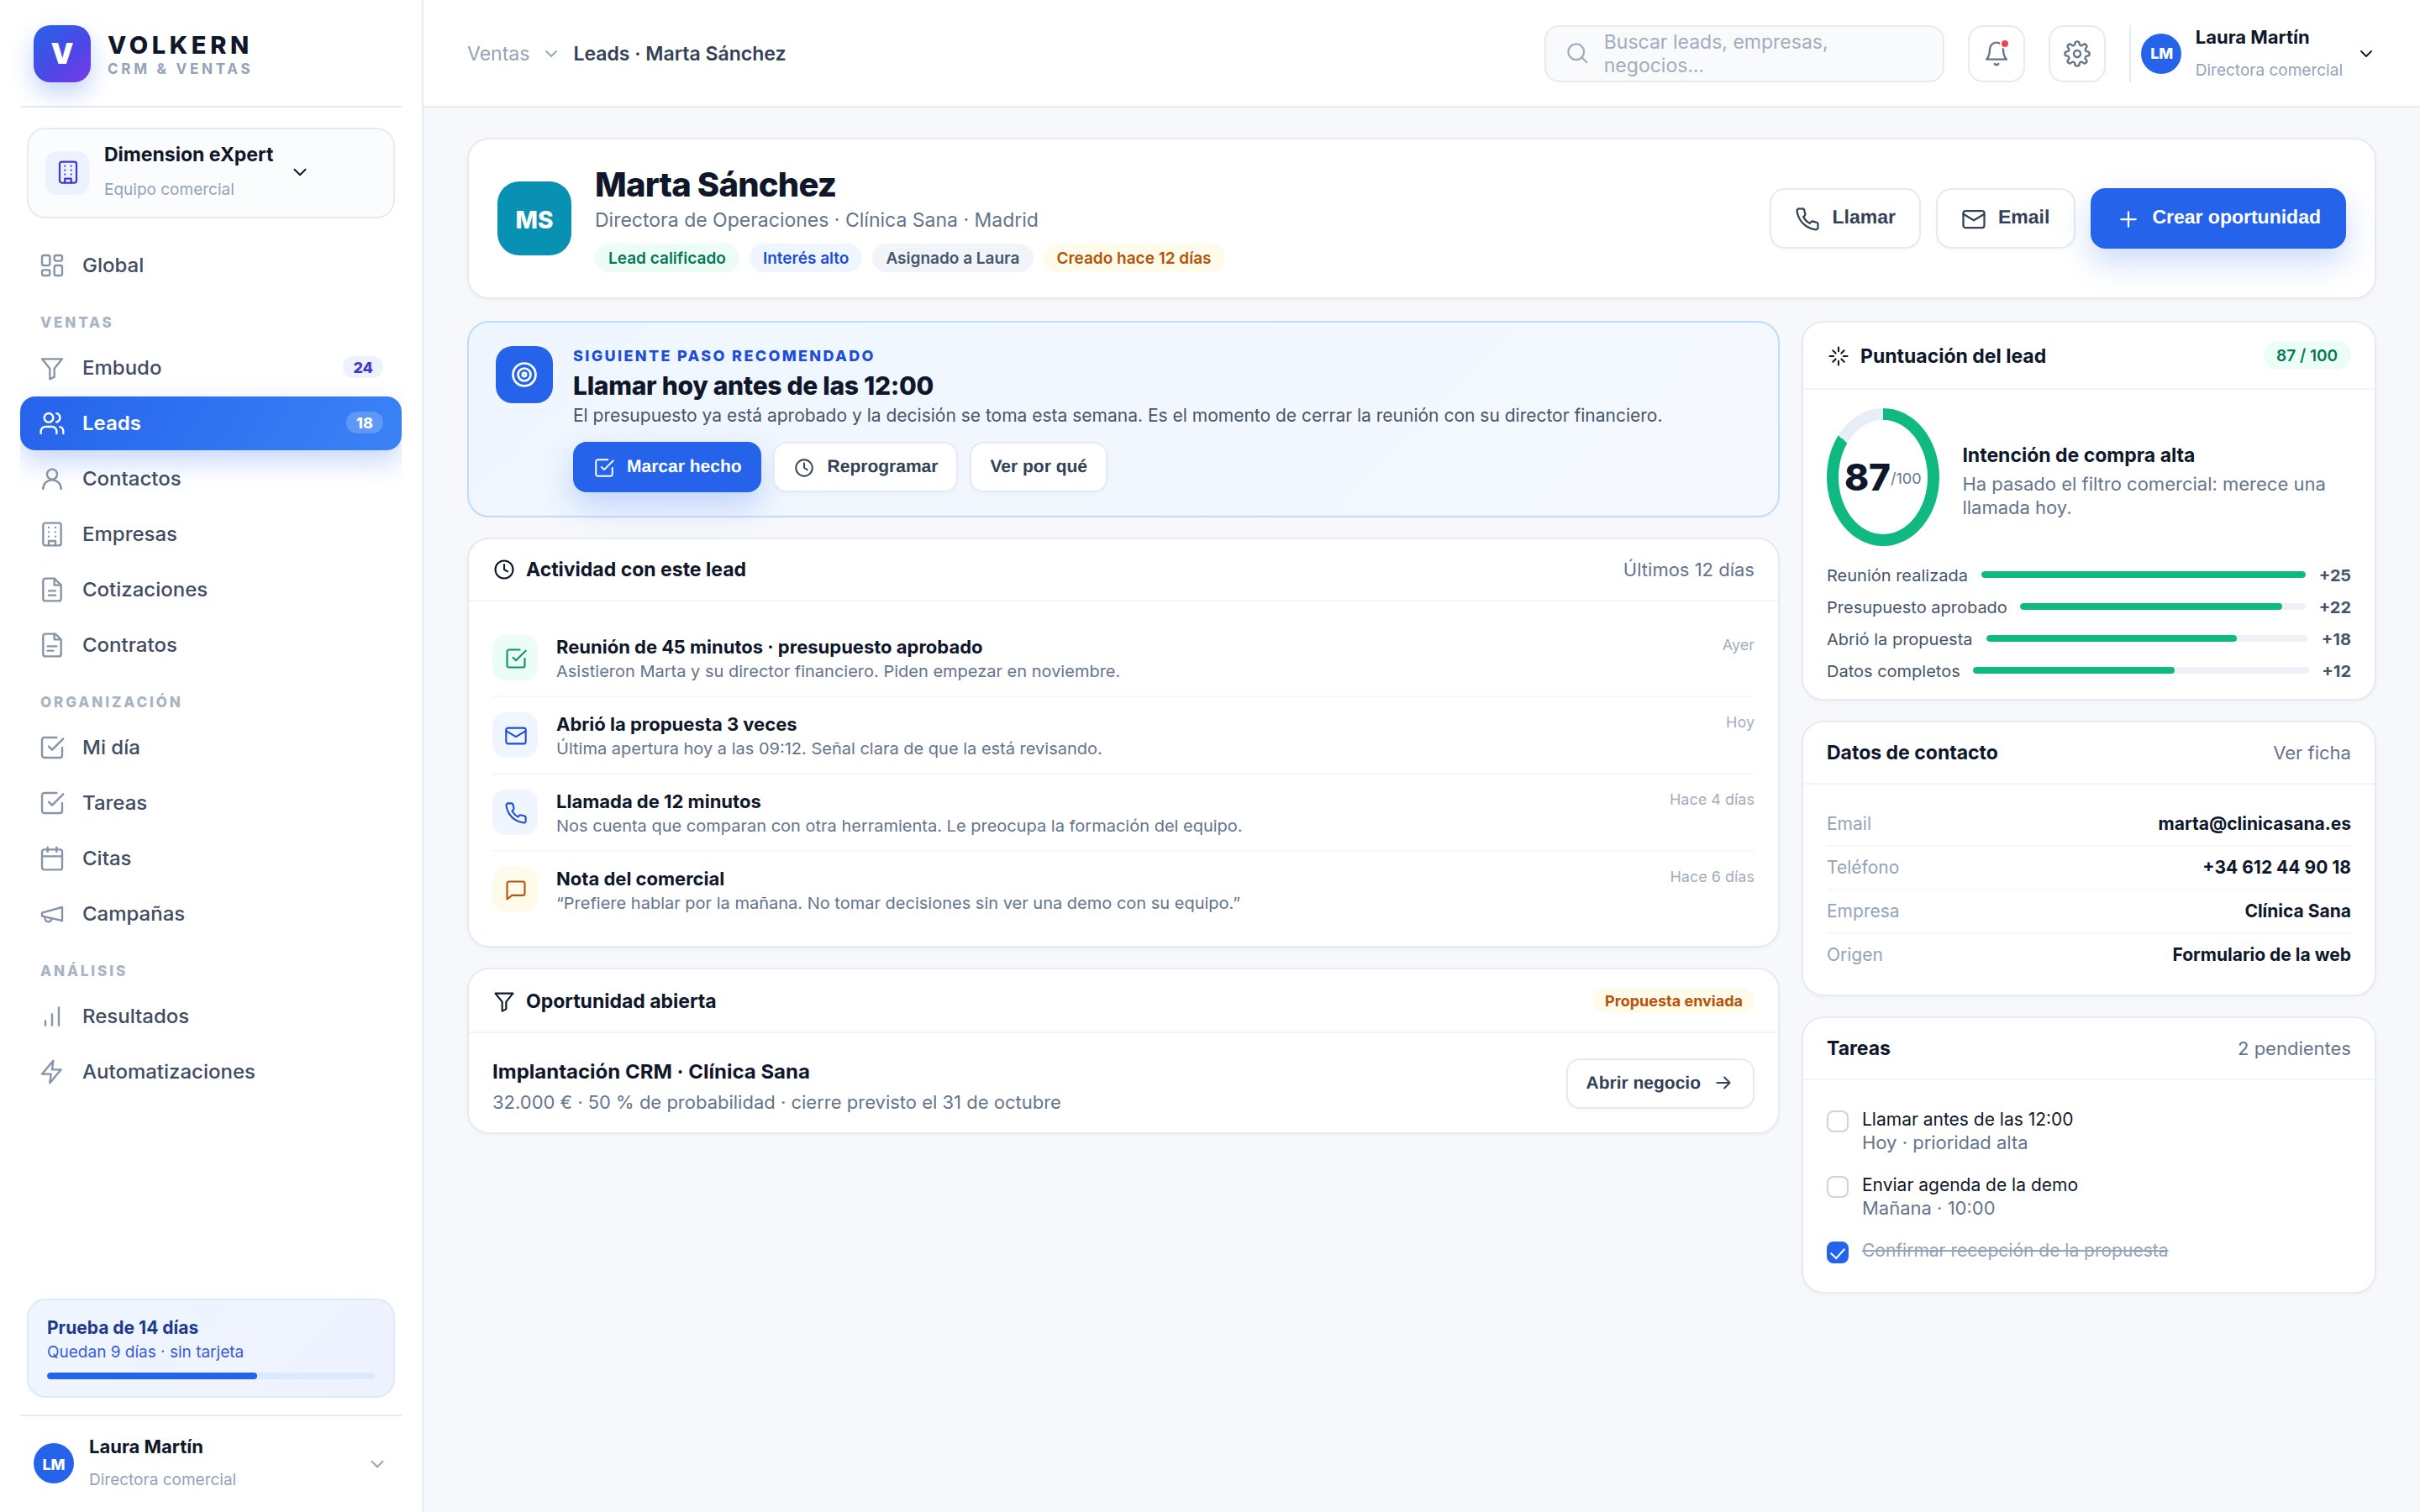 V
VOLKERN
CRM & VENTAS
Dimension eXpert
Equipo comercial
Global
VENTAS
Embudo 24
Leads 18
Contactos
Empresas
Cotizaciones
Contratos
ORGANIZACIÓN
Mi día
Tareas
Citas
Campañas
ANÁLISIS
Resultados
Automatizaciones
Prueba de 14 días
Quedan 9 días · sin tarjeta
LM
Laura Martín
Directora comercial
Ventas Leads · Marta Sánchez
Buscar leads, empresas,
negocios...
LM
Laura Martín
Directora comercial
MS
Marta Sánchez
Directora de Operaciones · Clínica Sana · Madrid
Lead calificado Interés alto Asignado a Laura Creado hace 12 días
Llamar Email Crear oportunidad
SIGUIENTE PASO RECOMENDADO
Llamar hoy antes de las 12:00
El presupuesto ya está aprobado y la decisión se toma esta semana. Es el momento de cerrar la reunión con su director financiero.
Marcar hecho Reprogramar Ver por qué
Actividad con este lead Últimos 12 días
Reunión de 45 minutos · presupuesto aprobado Ayer
Asistieron Marta y su director financiero. Piden empezar en noviembre.
Abrió la propuesta 3 veces Hoy
Última apertura hoy a las 09:12. Señal clara de que la está revisando.
Llamada de 12 minutos Hace 4 días
Nos cuenta que comparan con otra herramienta. Le preocupa la formación del equipo.
Nota del comercial Hace 6 días
“Prefiere hablar por la mañana. No tomar decisiones sin ver una demo con su equipo.”
Oportunidad abierta Propuesta enviada
Implantación CRM · Clínica Sana
32.000 € · 50 % de probabilidad · cierre previsto el 31 de octubre
Abrir negocio
Puntuación del lead 87 / 100
87/100
Intención de compra alta
Ha pasado el filtro comercial: merece una
llamada hoy.
Reunión realizada +25
Presupuesto aprobado +22
Abrió la propuesta +18
Datos completos +12
Datos de contacto Ver ficha
Email marta@clinicasana.es
Teléfono +34 612 44 90 18
Empresa Clínica Sana
Origen Formulario de la web
Tareas 2 pendientes
Llamar antes de las 12:00
Hoy · prioridad alta
Enviar agenda de la demo
Mañana · 10:00
Confirmar recepción de la propuesta